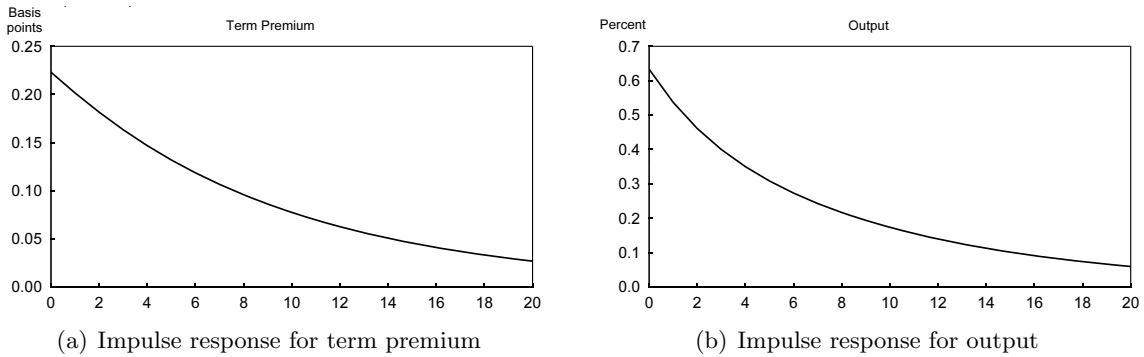 Basis
points
Term Premium
0.25
0.20
0.15
0.10
0.05
0.00
0 2 4 6 8 10 12 14 16 18 20
(a) Impulse response for term premium
Percent
Output
0.7
0.6
0.5
0.4
0.3
0.2
0.1
0.0
0 2 4 6 8 10 12 14 16 18 20
(b) Impulse response for output